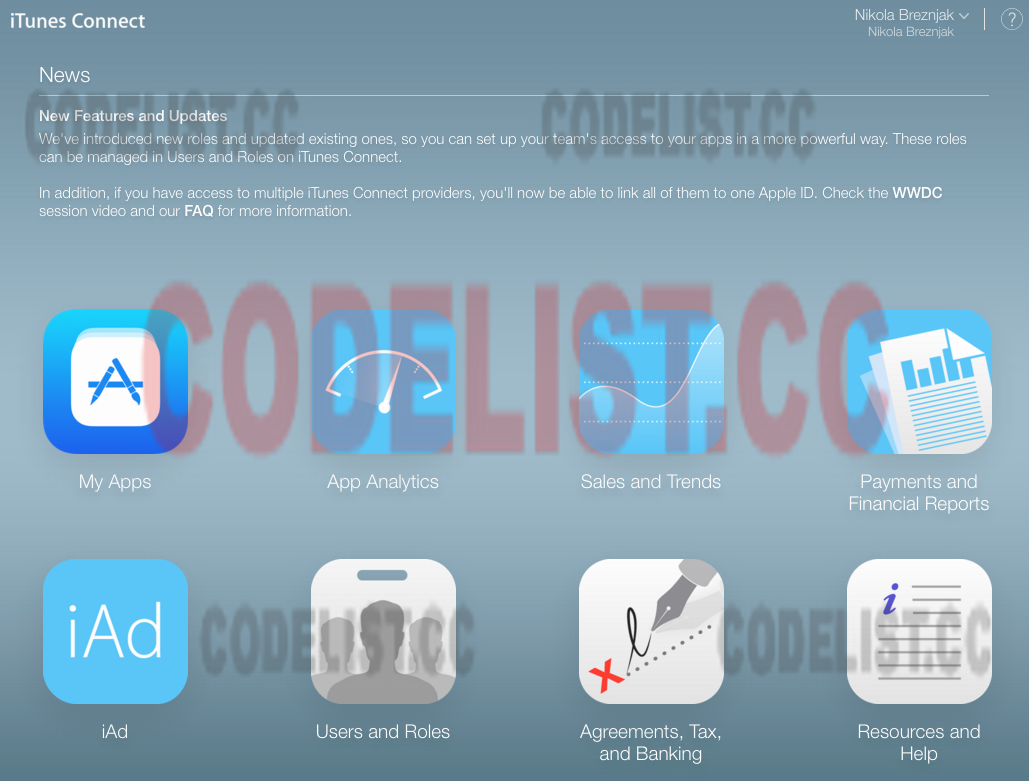 iTunes Connect
Nikola Breznjak
Nikola Breznjak
?
News
CODELIST.CC
CODELIST.CC
New Features and Updates
We've introduced new roles and updated existing ones, so you can set up your team's access to your apps in a more powerful way. These roles
can be managed in Users and Roles on iTunes Connect.
In addition, if you have access to multiple iTunes Connect providers, you'll now be able to link all of them to one Apple ID. Check the WWDC
session video and our FAQ for more information.
CODELIST.CC
My Apps
App Analytics
Sales and Trends
Payments and
Financial Reports
iAd
i
CODELIST.CC
CODELIST.CC
iAd
Users and Roles
Agreements, Tax,
and Banking
Resources and
Help